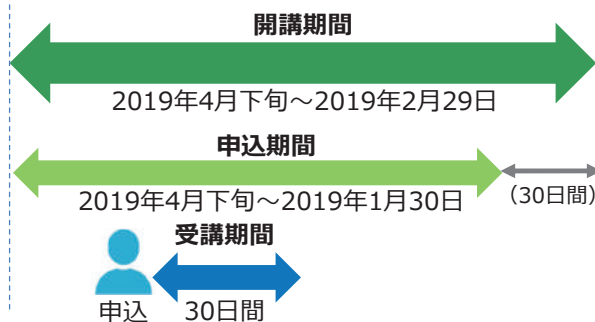 開講期間
2019年4月下旬～2019年2月29日
申込期間
2019年4月下旬～2019年1月30日
（30日間）
受講期間
申込
30日間